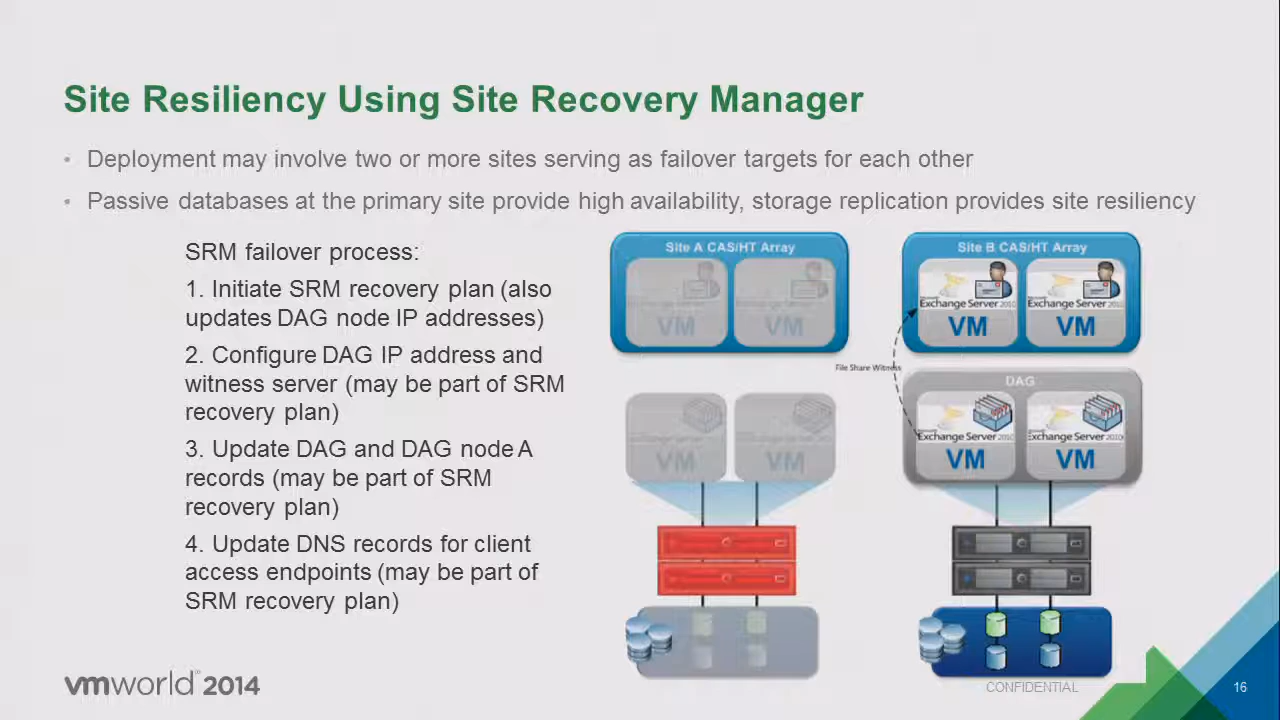 Site Resiliency Using Site Recovery Manager
• Deployment may involve two or more sites serving as failover targets for each other
• Passive databases at the primary site provide high availability, storage replication provides site resiliency
SRM failover process:
1. Initiate SRM recovery plan (also
updates DAG node IP addresses)
2. Configure DAG IP address and
witness server (may be part of SRM
recovery plan)
3. Update DAG and DAG node A
records (may be part of SRM
recovery plan)
4. Update DNS records for client
access endpoints (may be part of
SRM recovery plan)
Site A CAS/HT Array
VM VM
Site B CAS/HT Array
Exchange Server 2010 Exchange Server 2010
VM VM
File Share Witness
VM VM
DAG
Exchange Server 2010 Exchange Server 2010
VM VM
vmworld™ 2014
CONFIDENTIAL
16